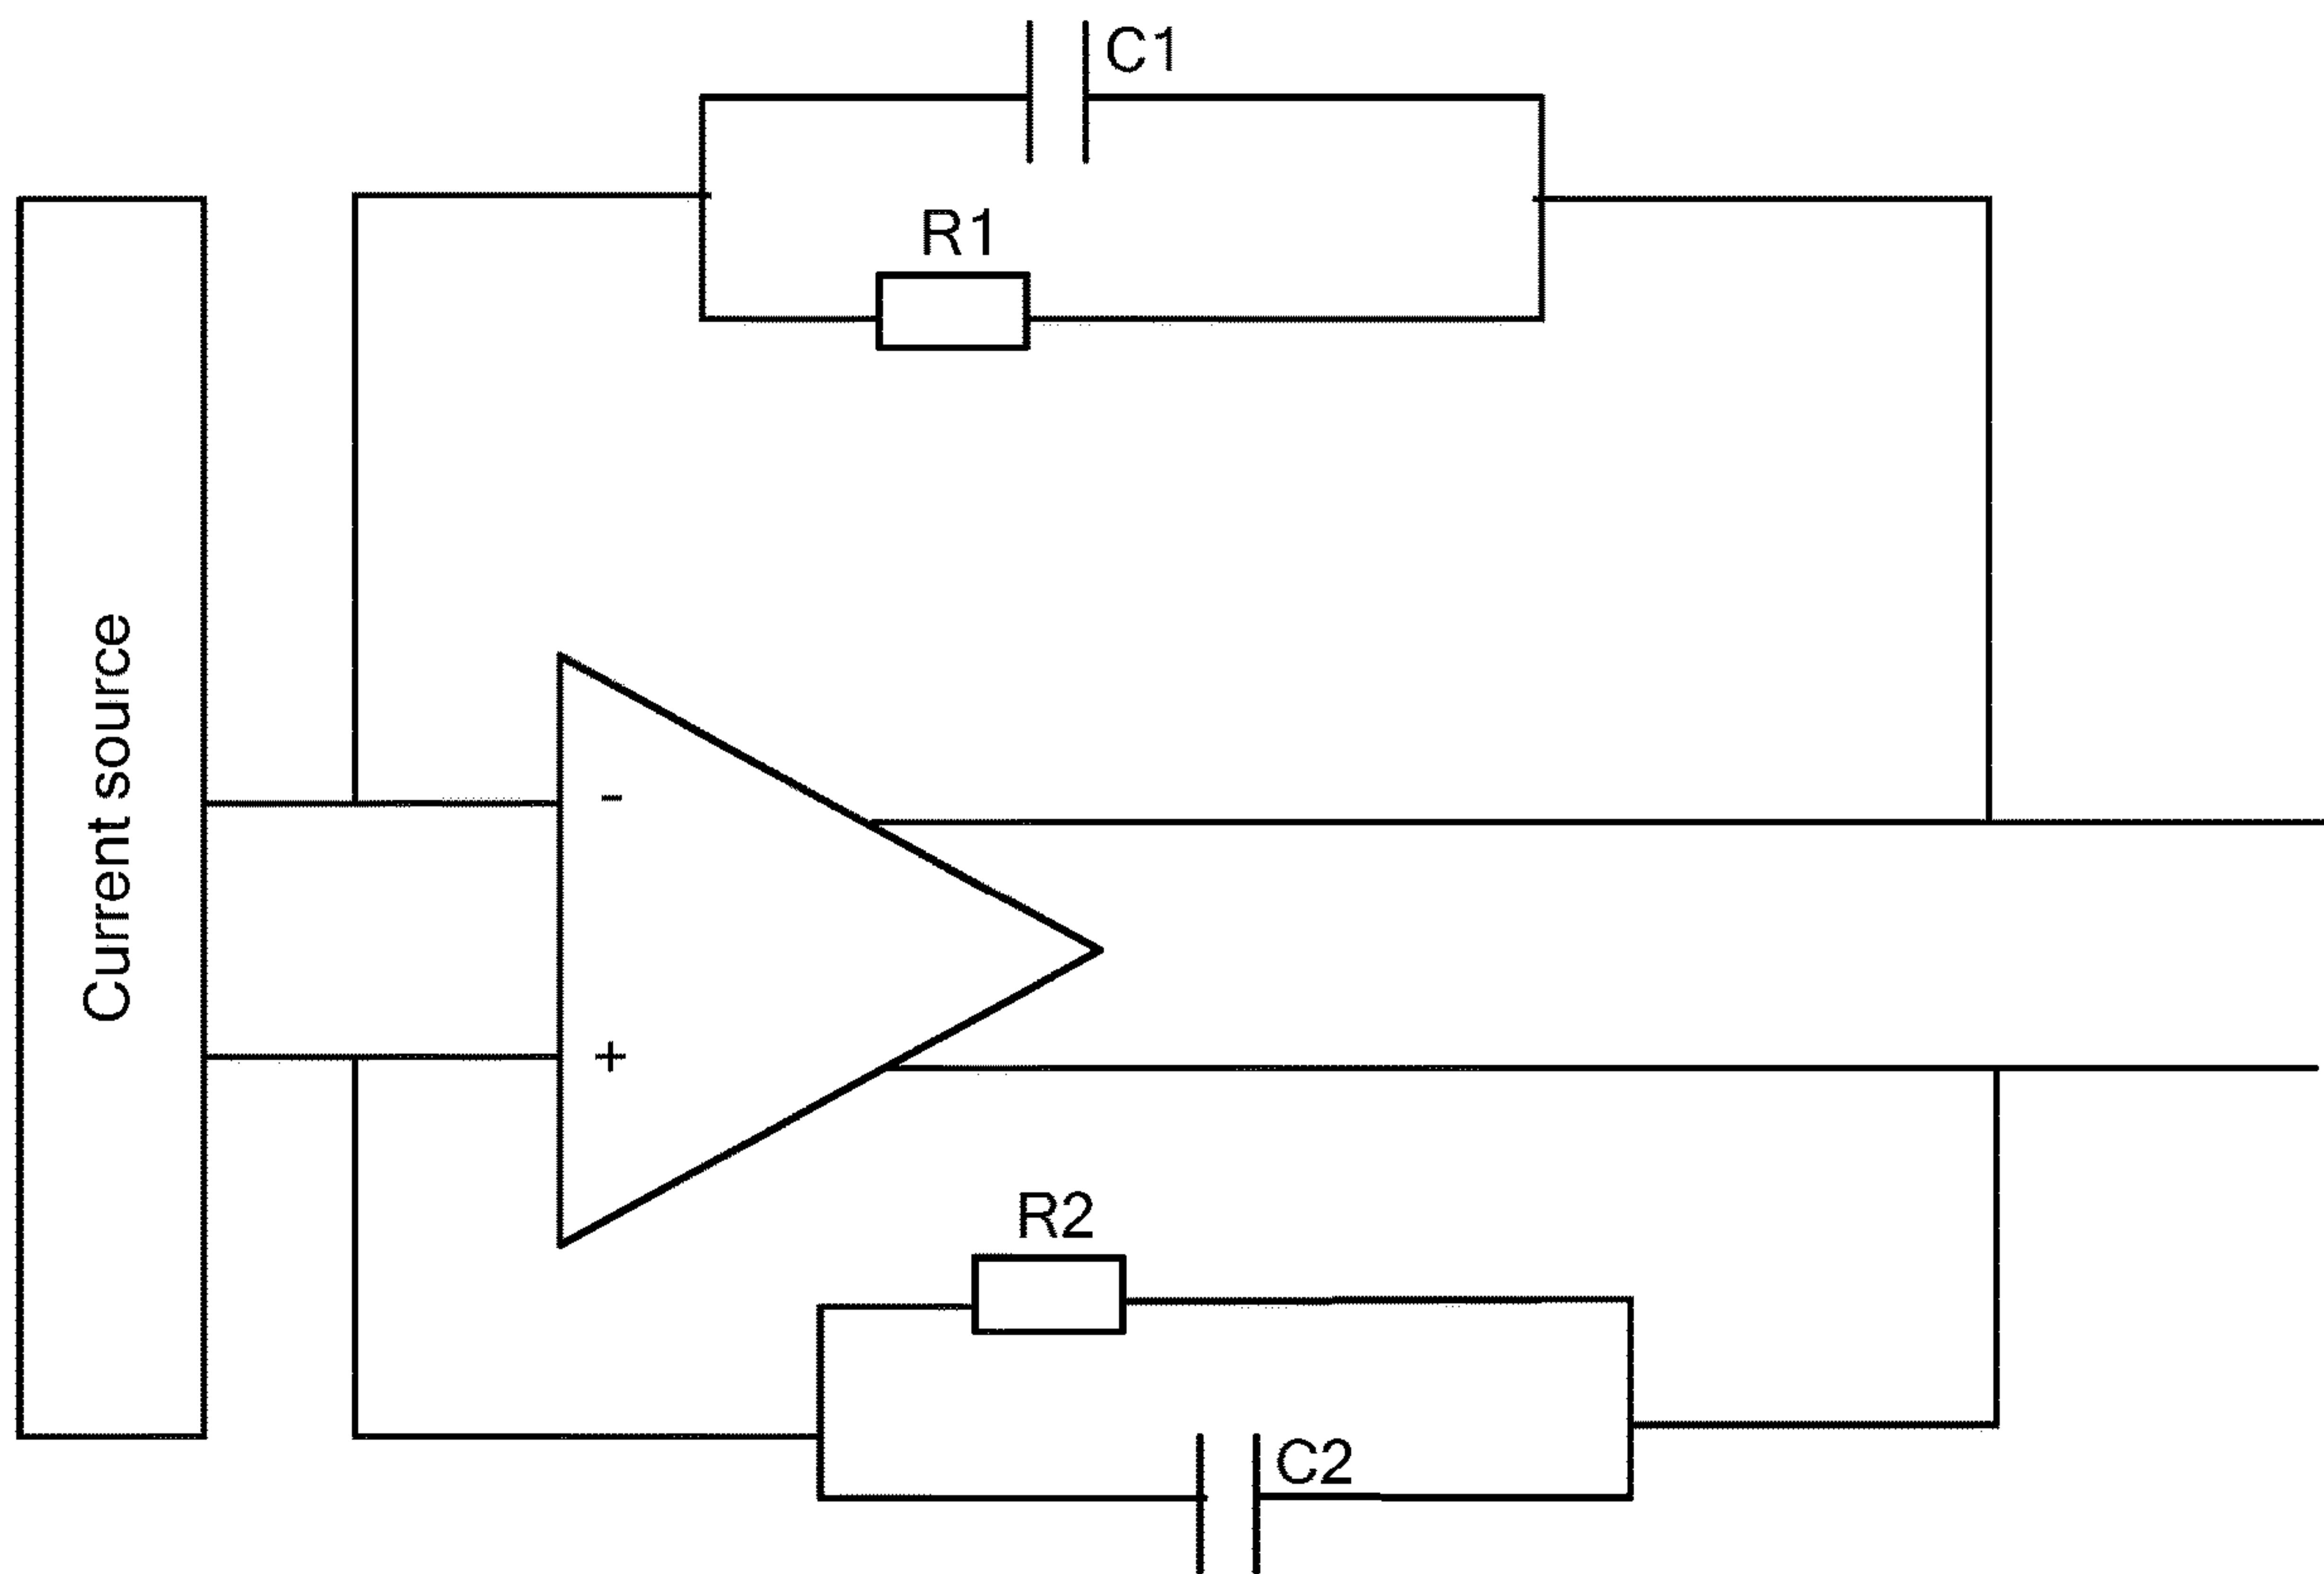 C1
R1
Current source
-
+
R2
C2